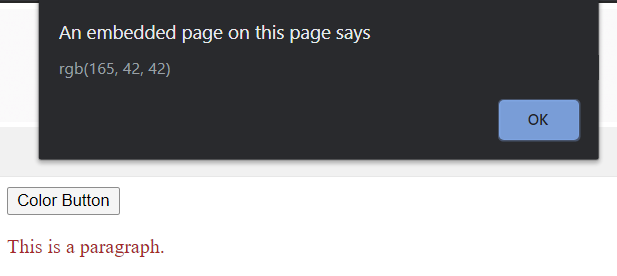 An embedded page on this page says
rgb(165, 42, 42)
OK
Color Button
This is a paragraph.